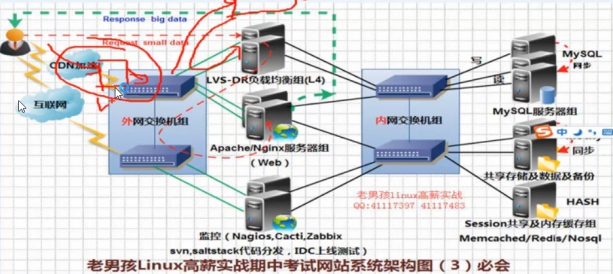 Response big data
Request small data
CDN加速
互联网
外网交换机组
LVS-DR负载均衡组(L4)
Apache/Nginx服务器组
(Web)
监控(Nagios,Cacti,Zabbix
svn,saltstack代码分发,IDC上线测试)
内网交换机组
写
读
MySQL
同步
MySQL服务器组
中
同步
共享存储及数据及备份
HASH
Session共享及内存缓存组
Memcached/Redis/Nosql
老男孩linux高薪实战
QQ:41117397 41117483
老男孩Linux高薪实战期中考试网站系统架构图(3)必会